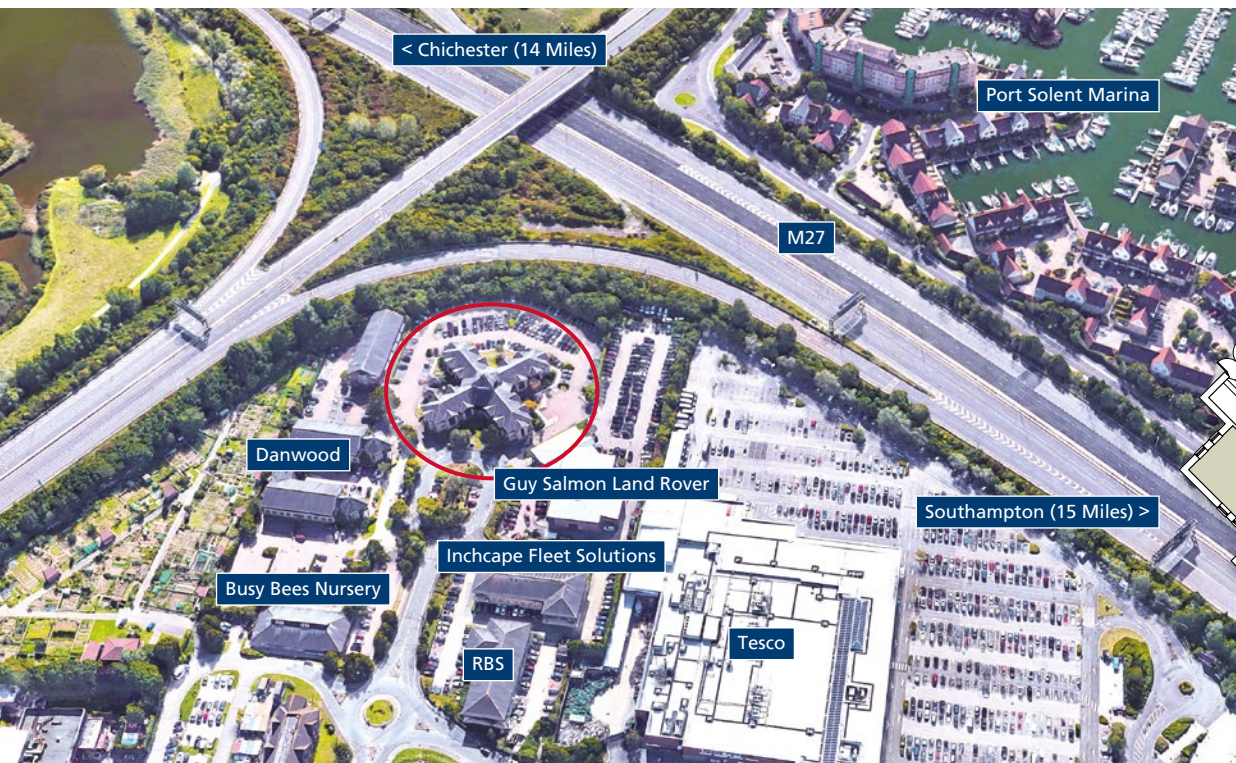 < Chichester (14 Miles)
Port Solent Marina
M27
Danwood
Guy Salmon Land Rover
Southampton (15 Miles) >
Inchcape Fleet Solutions
Busy Bees Nursery
Tesco
RBS